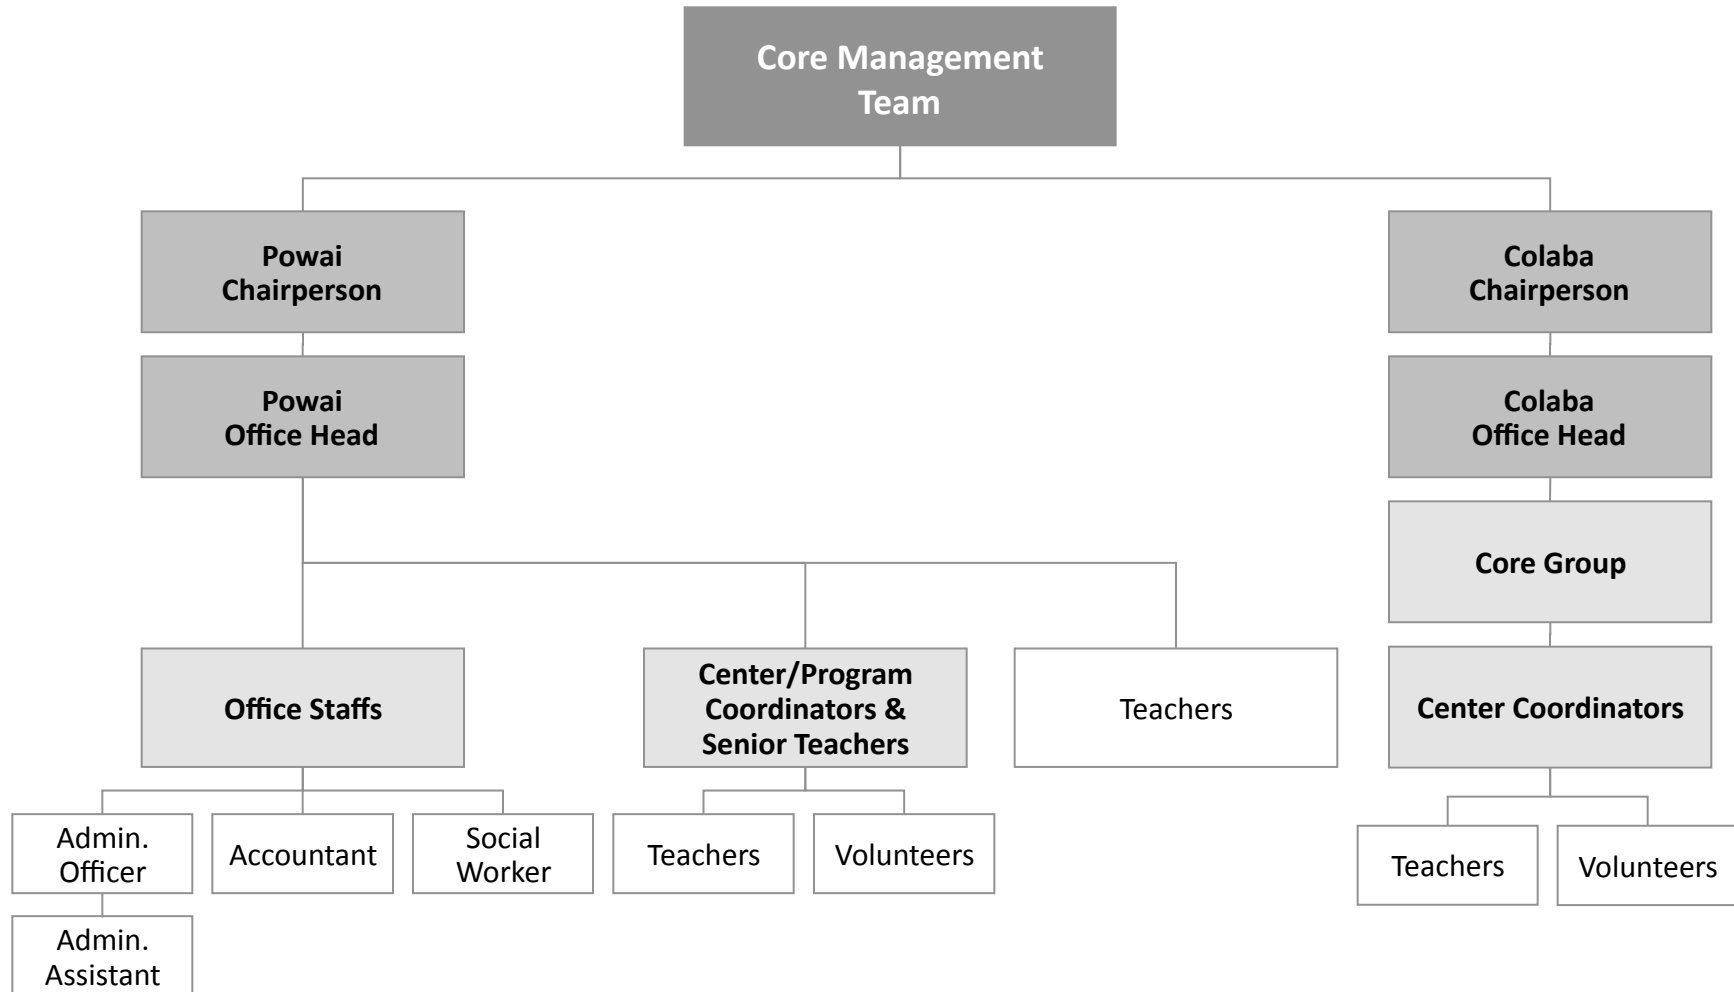 Core Management
Team
Powai
Chairperson
Colaba
Chairperson
Powai
Office Head
Colaba
Office Head
Core Group
Office Staffs
Center/Program
Coordinators &
Senior Teachers
Teachers
Center Coordinators
Admin.
Officer
Accountant
Social
Worker
Teachers
Volunteers
Teachers
Volunteers
Admin.
Assistant